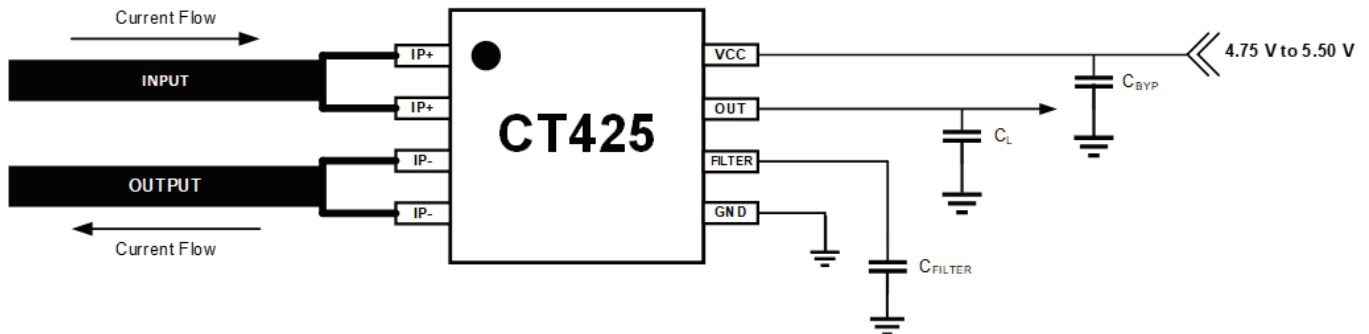 Current Flow
INPUT
OUTPUT
Current Flow
IP+
IP+
IP-
IP-
CT425
VCC
OUT
FILTER
GND
4.75 V to 5.50 V
CBYP
CL
CFILTER